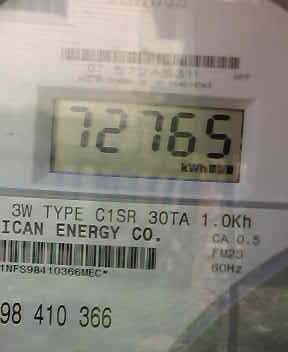 72765
kWh
3W TYPE C1SR 30TA 1.0Kh
ICAN ENERGY CO.
CA 0.5
FM2S
60Hz
1NFS98410366MEC*
98 410 366